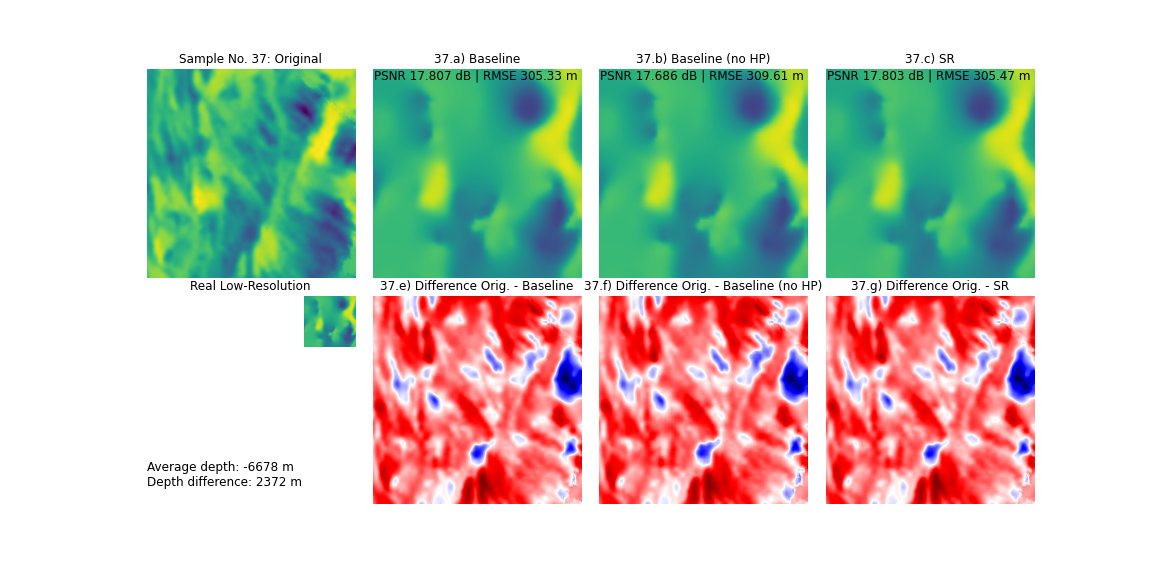 Sample No. 37: Original
37.a) Baseline
37.b) Baseline (no HP)
37.c) SR
PSNR 17.807 dB | RMSE 305.33 m
PSNR 17.686 dB | RMSE 309.61 m
PSNR 17.803 dB | RMSE 305.47 m
Real Low-Resolution
37.e) Difference Orig. - Baseline
37.f) Difference Orig. - Baseline (no HP)
37.g) Difference Orig. - SR
Average depth: -6678 m
Depth difference: 2372 m